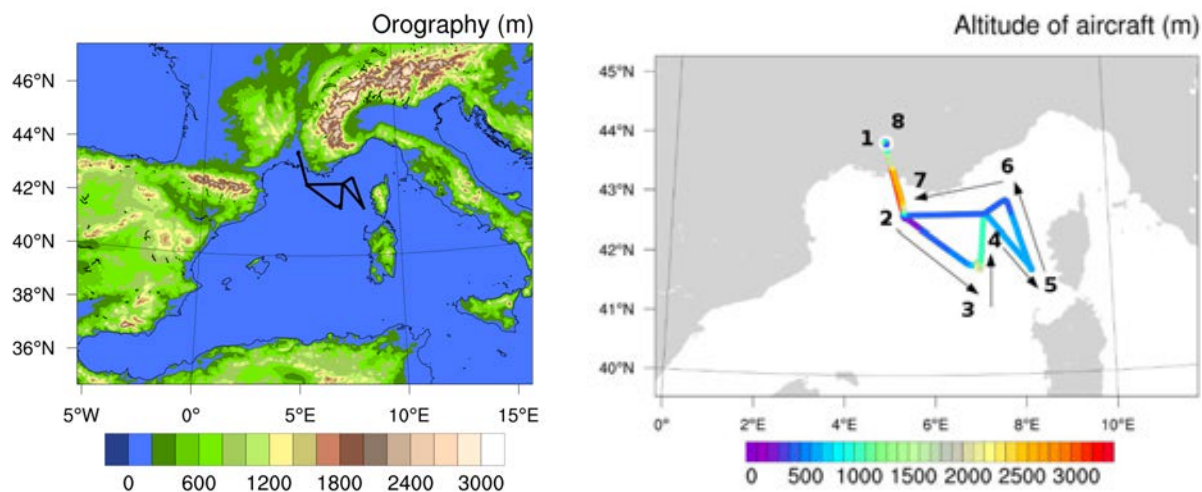 Orography (m)
46°N
44°N
42°N
40°N
38°N
36°N
5°W 0° 5°E 10°E 15°E
0 600 1200 1800 2400 3000
Altitude of aircraft (m)
45°N
44°N
43°N
42°N
41°N
40°N
1 8
7 6
2
4
5
3
0° 2°E 4°E 6°E 8°E 10°E
0 500 1000 1500 2000 2500 3000